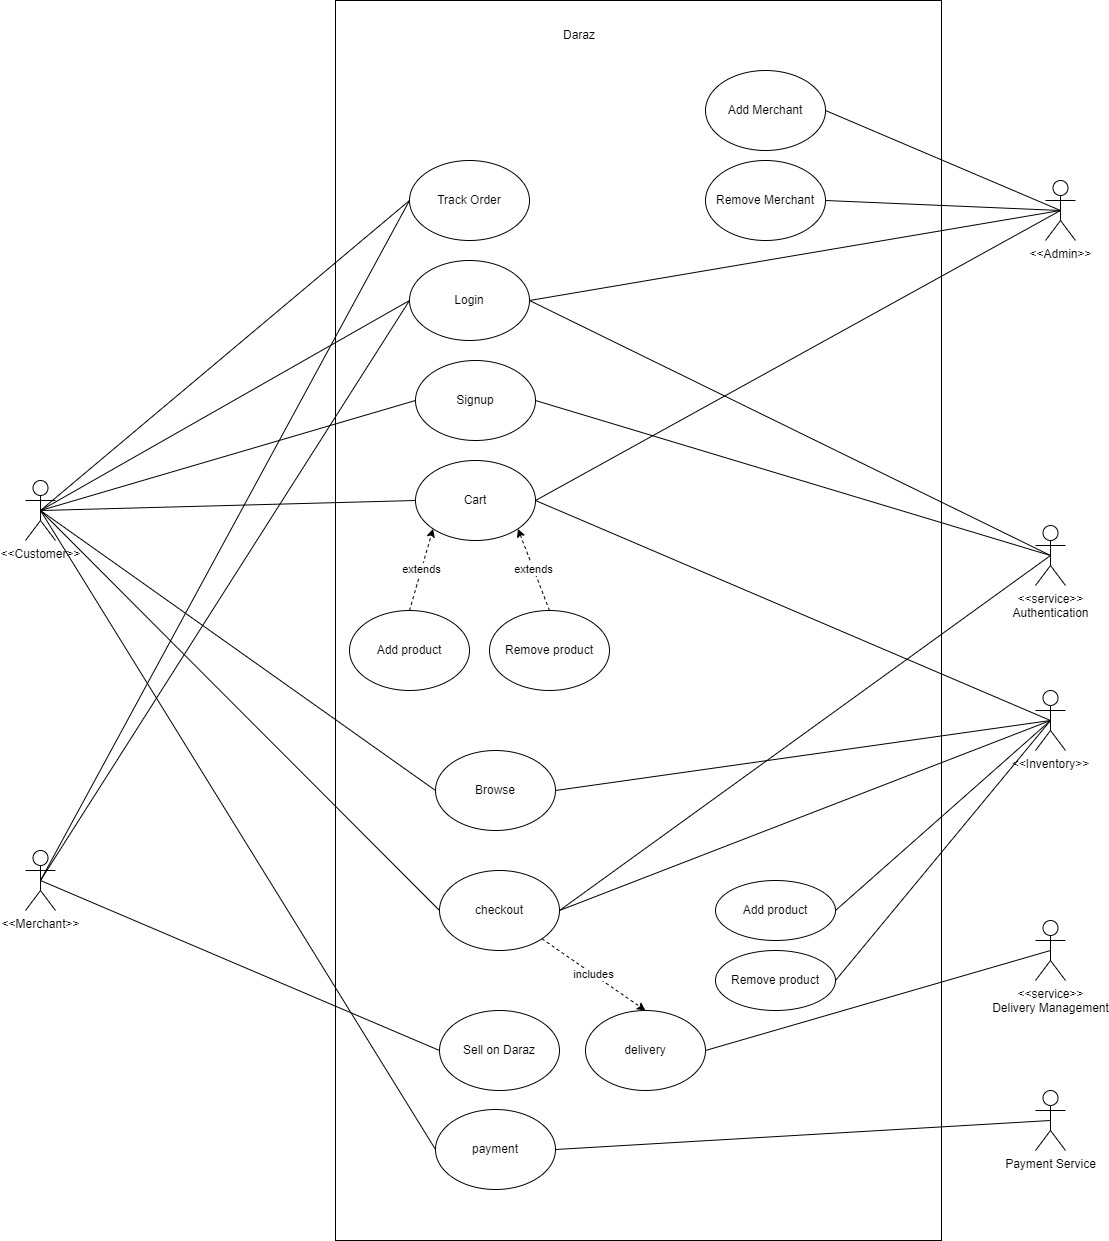 Daraz
Add Merchant
Track Order
Remove Merchant
<<Admin>>
Login
Signup
Cart
<<Customer>>
extends
extends
<<service>>
Authentication
Add product
Remove product
<<Inventory>>
Browse
checkout
Add product
<<Merchant>>
includes
Remove product
<<service>>
Delivery Management
Sell on Daraz
delivery
payment
Payment Service